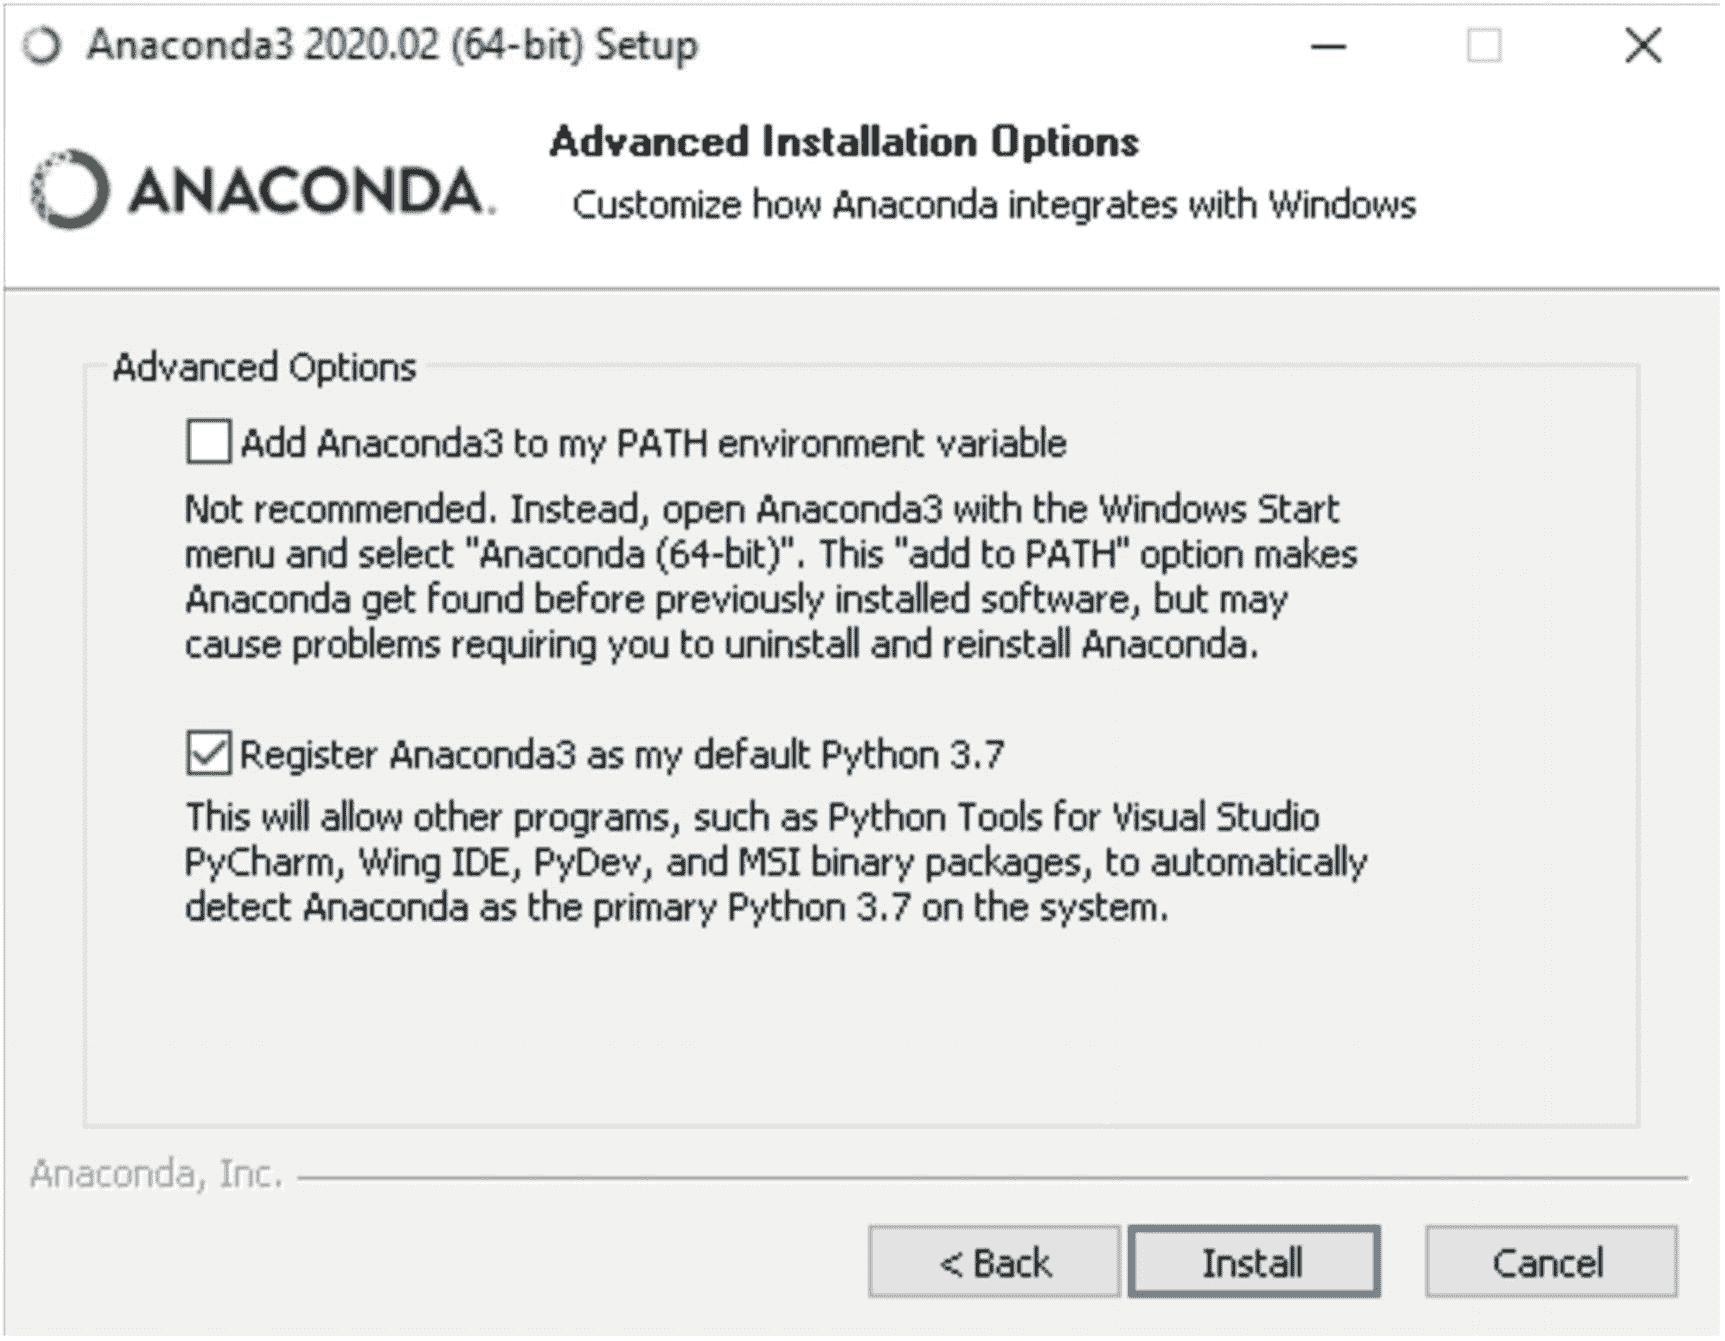 Anaconda3 2020.02 (64-bit) Setup
ANACONDA.
Advanced Installation Options
Customize how Anaconda integrates with Windows
Advanced Options
Add Anaconda3 to my PATH environment variable
Not recommended. Instead, open Anaconda3 with the Windows Start
menu and select "Anaconda (64-bit)". This "add to PATH" option makes
Anaconda get found before previously installed software, but may
cause problems requiring you to uninstall and reinstall Anaconda.
Register Anaconda3 as my default Python 3.7
This will allow other programs, such as Python Tools for Visual Studio
PyCharm, Wing IDE, PyDev, and MSI binary packages, to automatically
detect Anaconda as the primary Python 3.7 on the system.
Anaconda, Inc.
< Back
Install
Cancel